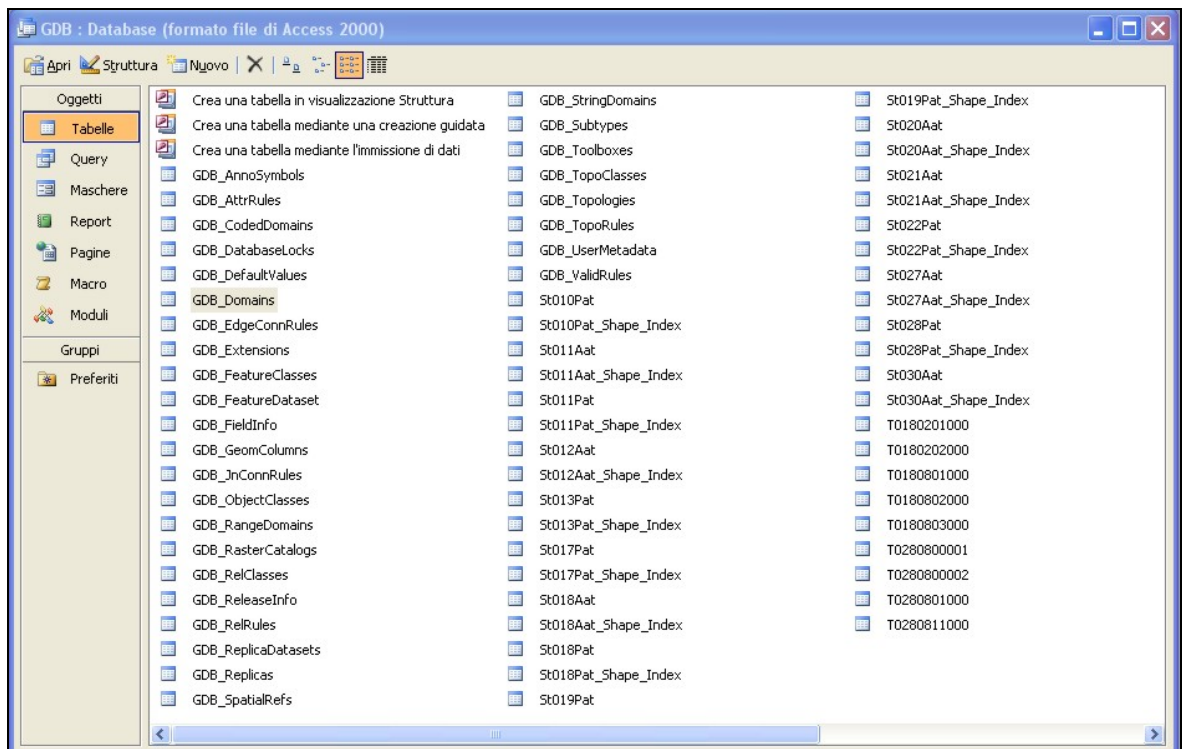 GDB : Database (formato file di Access 2000)
Apri Struttura Nuovo
Oggetti
Tabelle
Query
Maschere
Report
Pagine
Macro
Moduli
Gruppi
Preferiti
Crea una tabella in visualizzazione Struttura
Crea una tabella mediante una creazione guidata
Crea una tabella mediante l'immissione di dati
GDB_AnnoSymbols
GDB_AttrRules
GDB_CodedDomains
GDB_DatabaseLocks
GDB_DefaultValues
GDB_Domains
GDB_EdgeConnRules
GDB_Extensions
GDB_FeatureClasses
GDB_FeatureDataset
GDB_FieldInfo
GDB_GeomColumns
GDB_JnConnRules
GDB_ObjectClasses
GDB_RangeDomains
GDB_RasterCatalogs
GDB_RelClasses
GDB_ReleaseInfo
GDB_RelRules
GDB_ReplicaDatasets
GDB_Replicas
GDB_SpatialRefs
GDB_StringDomains
GDB_Subtypes
GDB_Toolboxes
GDB_TopoClasses
GDB_Topologies
GDB_TopoRules
GDB_UserMetadata
GDB_ValidRules
St010Pat
St010Pat_Shape_Index
St011Aat
St011Aat_Shape_Index
St011Pat
St011Pat_Shape_Index
St012Aat
St012Aat_Shape_Index
St013Pat
St013Pat_Shape_Index
St017Pat
St017Pat_Shape_Index
St018Aat
St018Aat_Shape_Index
St018Pat
St018Pat_Shape_Index
St019Pat
St019Pat_Shape_Index
St020Aat
St020Aat_Shape_Index
St021Aat
St021Aat_Shape_Index
St022Pat
St022Pat_Shape_Index
St027Aat
St027Aat_Shape_Index
St028Pat
St028Pat_Shape_Index
St030Aat
St030Aat_Shape_Index
T0180201000
T0180202000
T0180801000
T0180802000
T0180803000
T0280800001
T0280800002
T0280801000
T0280811000